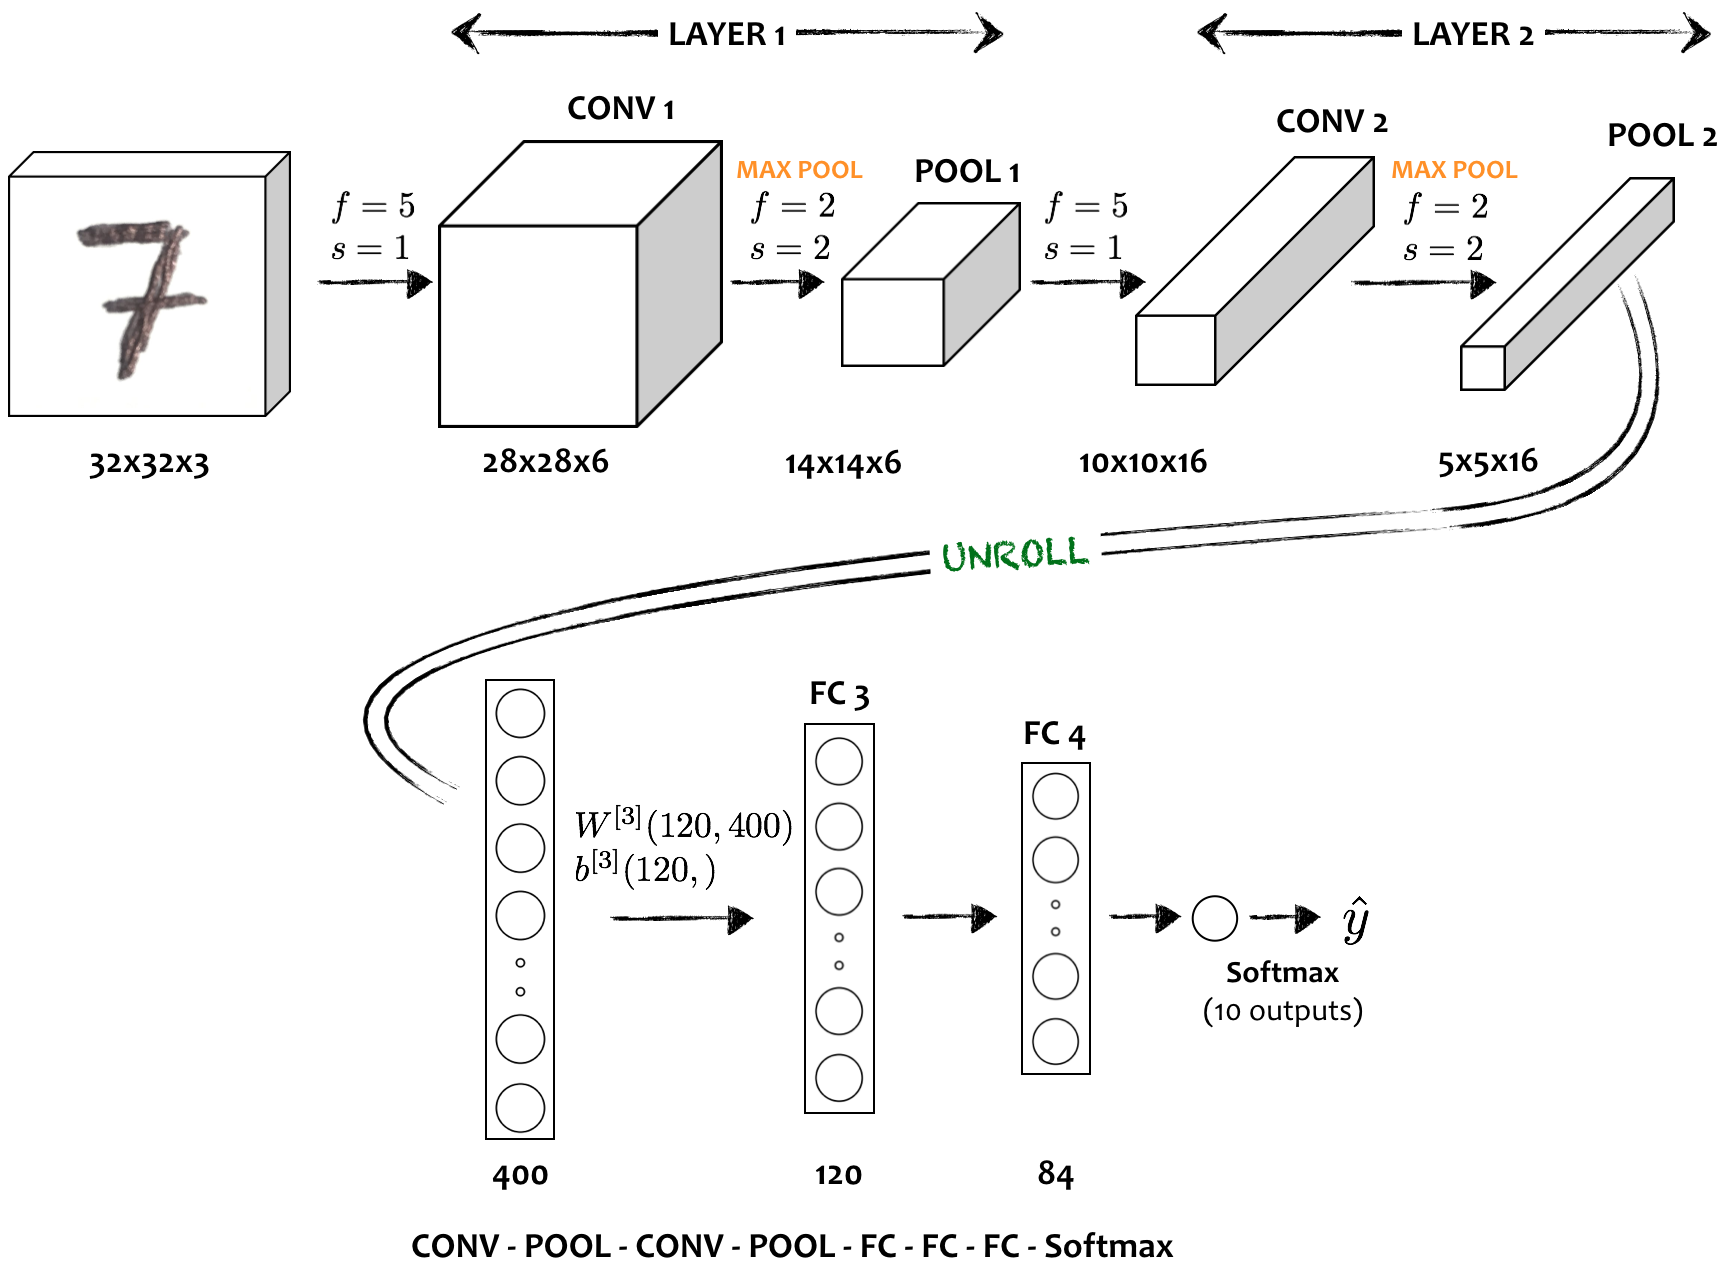 LAYER 1
LAYER 2
CONV 1
CONV 2
POOL 2
MAX POOL
POOL 1
MAX POOL
f = 5
s = 1
f = 2
s = 2
f = 5
s = 1
f = 2
s = 2
7
32x32x3
28x28x6
14x14x6
10x10x16
5x5x16
UNROLL
FC 3
FC 4
W^{[3]}(120, 400)
b^{[3]}(120, )
ŷ
Softmax
(10 outputs)
400
120
84
CONV - POOL - CONV - POOL - FC - FC - FC - Softmax